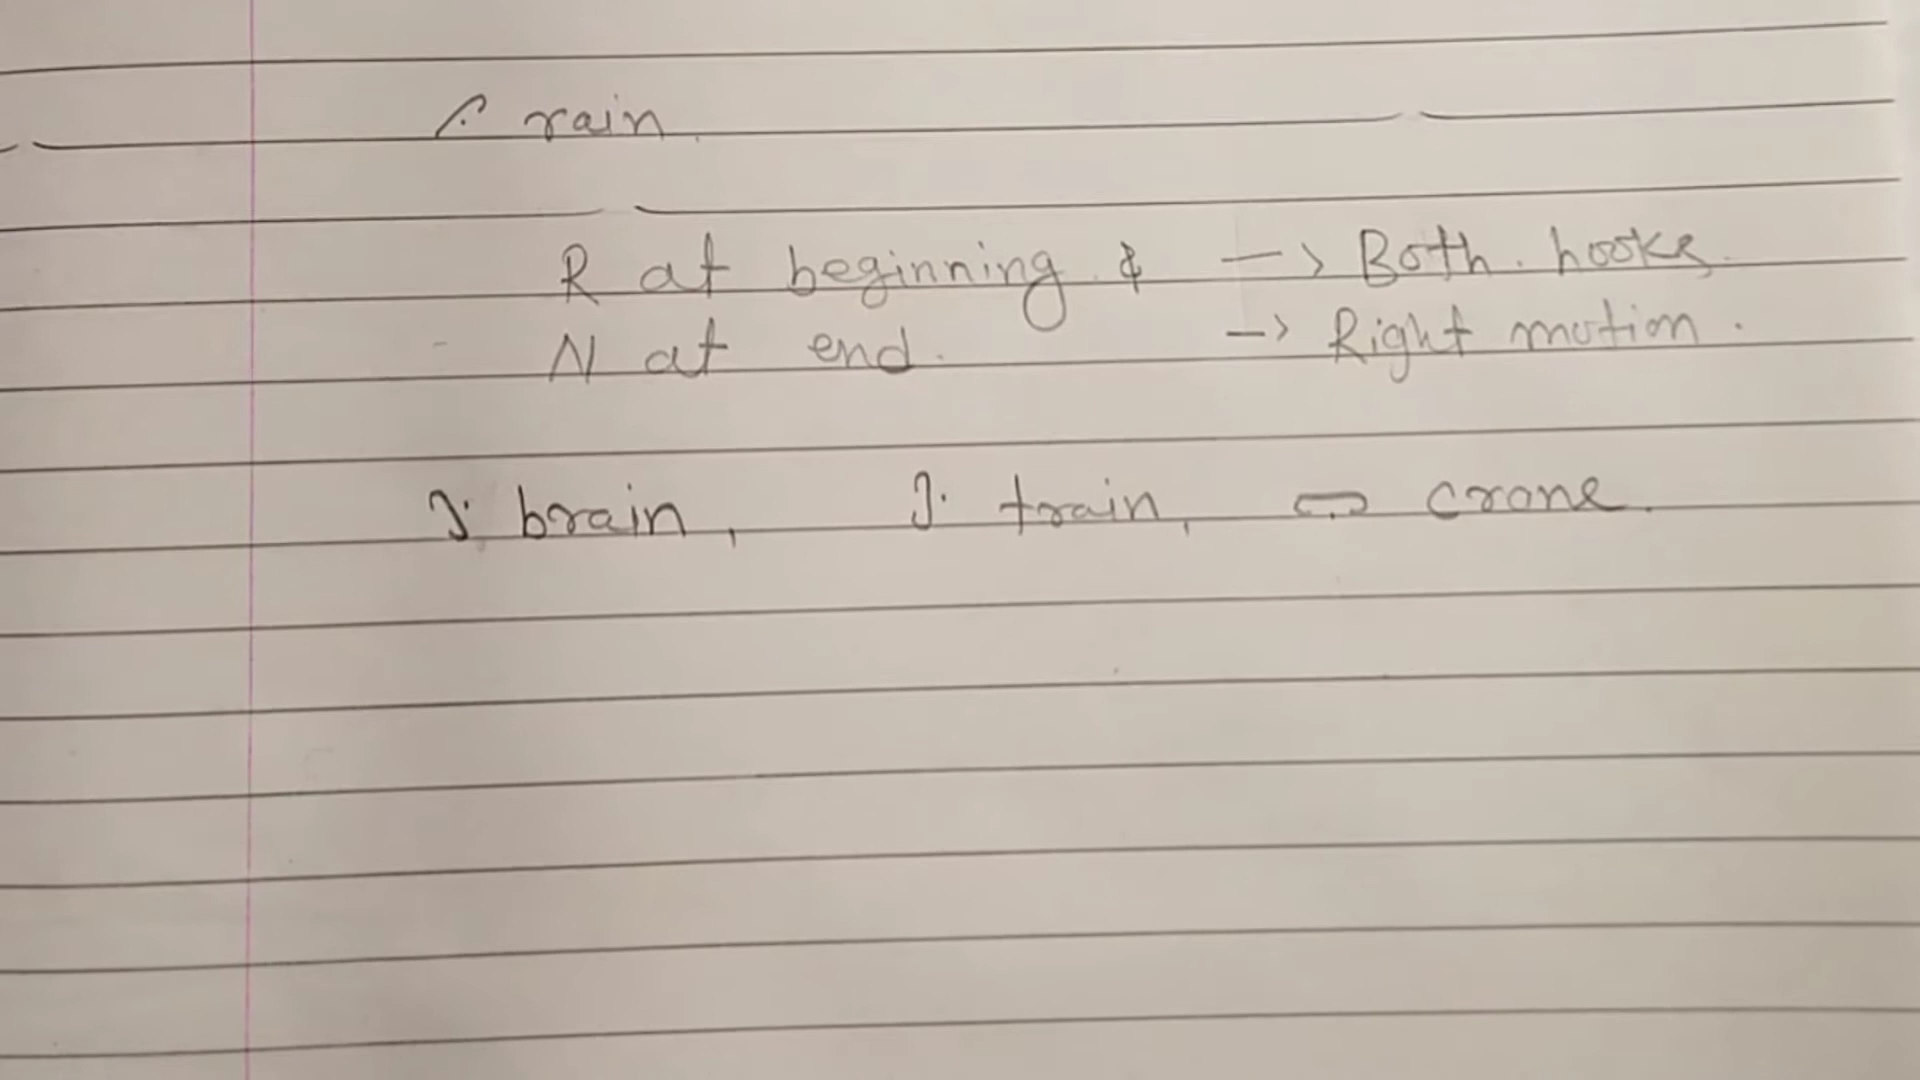 rain.
R at beginning & -> Both hooks.
N at end. -> Right motion.
brain, train, crane.